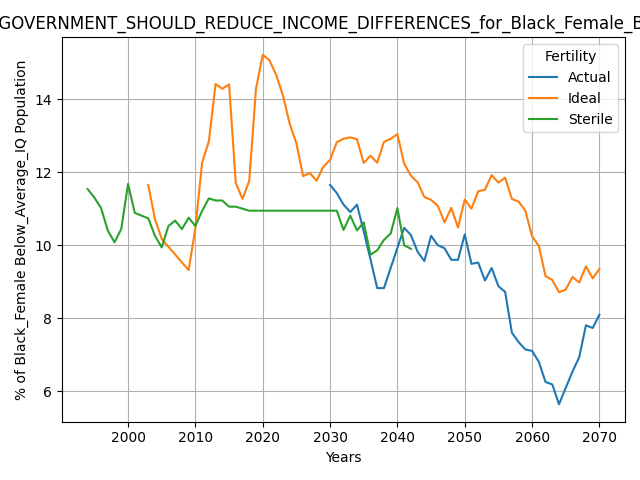 GOVERNMENT_SHOULD_REDUCE_INCOME_DIFFERENCES_for_Black_Female_B
Fertility
Actual
Ideal
Sterile
% of Black_Female Below_Average_IQ Population
14
12
10
8
6
2000 2010 2020 2030 2040 2050 2060 2070
Years